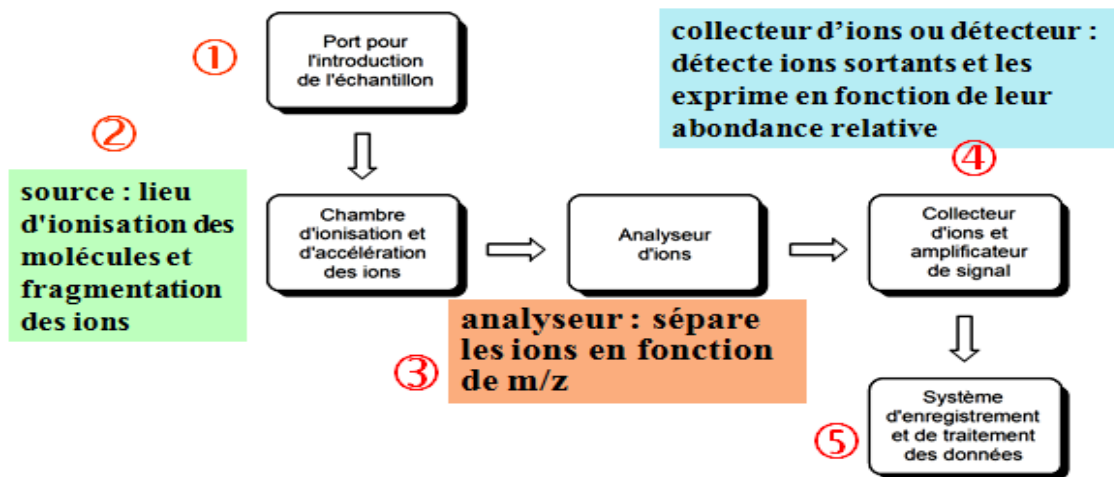 ①
Port pour
l'introduction
de l'échantillon
collecteur d'ions ou détecteur :
détecte ions sortants et les
exprime en fonction de leur
abondance relative
②
source : lieu
d'ionisation des
molécules et
fragmentation
des ions
Chambre
d'ionisation et
d'accélération
des ions
Analyseur
d'ions
④
Collecteur
d'ions et
amplificateur
de signal
③
analyseur : sépare
les ions en fonction
de m/z
⑤
Système
d'enregistrement
et de traitement
des données